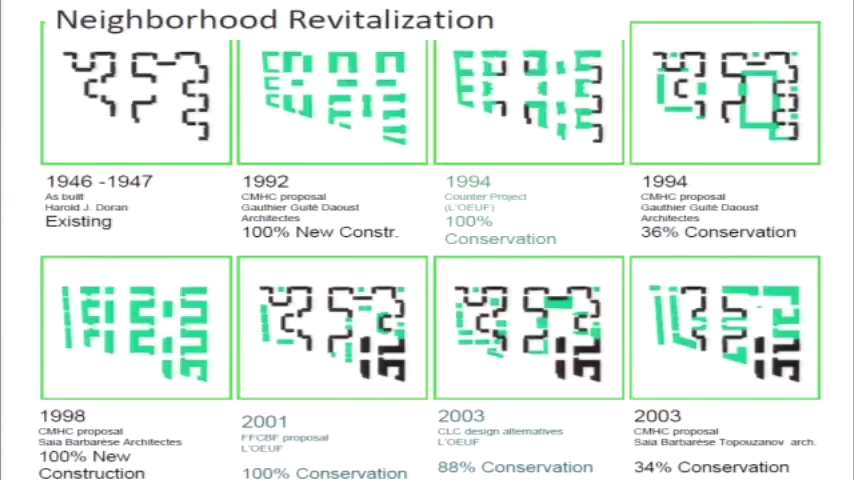 Neighborhood Revitalization
1946 -1947
As built
Harold J. Doran
Existing
1992
CMHC proposal
Gauthier Guité Daoust
Architectes
100% New Constr.
1994
Counter Project
(L'OEUF)
100%
Conservation
1994
CMHC proposal
Gauthier Guité Daoust
Architectes
36% Conservation
1998
CMHC proposal
Saia Barbarèse Architectes
100% New
Construction
2001
FFCBF proposal
L'OEUF
100% Conservation
2003
CLC design alternatives
L'OEUF
88% Conservation
2003
CMHC proposal
Saia Barbarèse Topouzanov arch.
34% Conservation